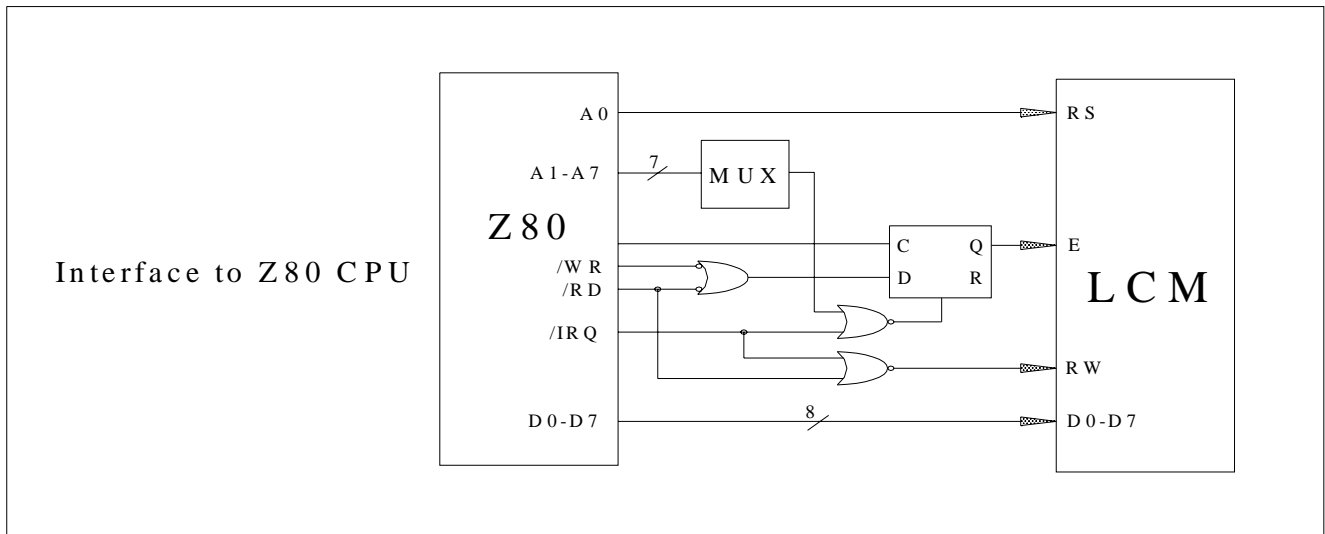 Interface to Z80 CPU
Z80
A0
A1-A7
/WR
/RD
/IRQ
D0-D7
7
MUX
C Q
D R
8
LCM
RS
E
RW
D0-D7